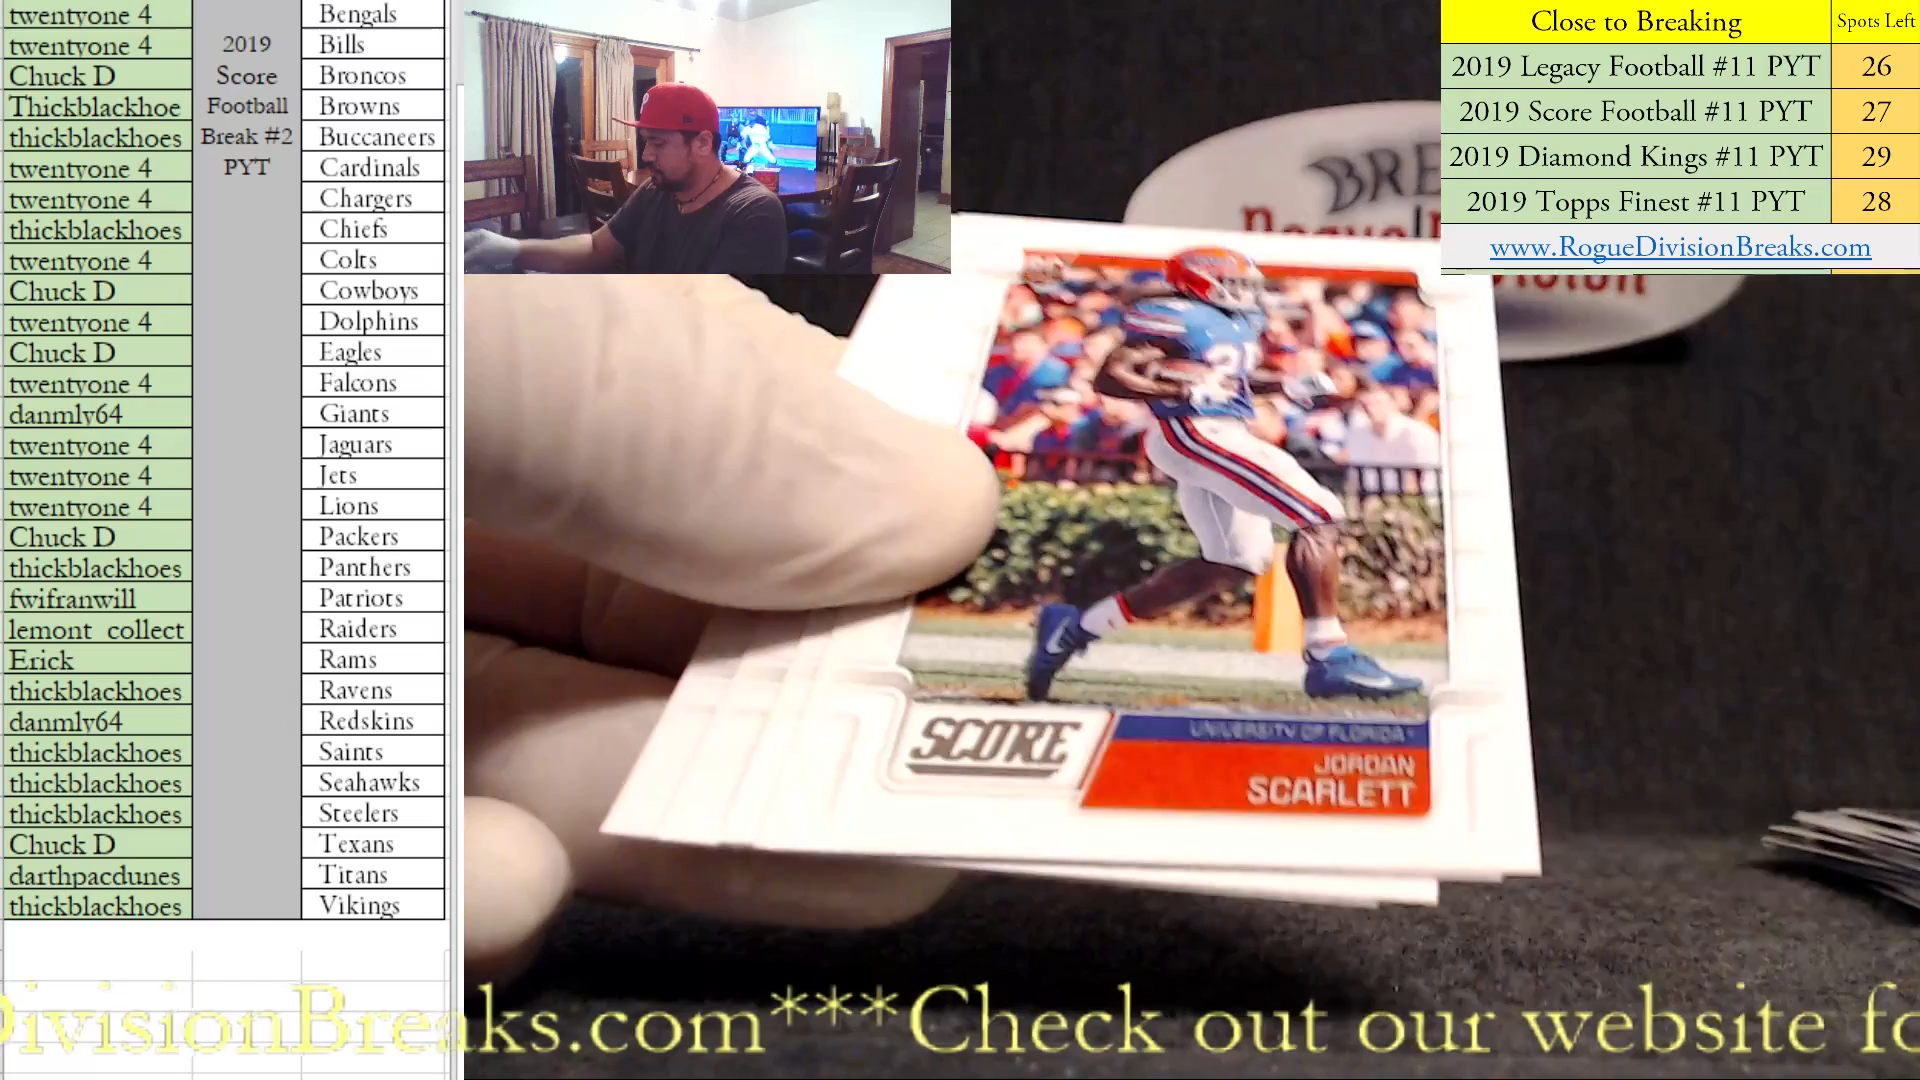 twentyone 4 Bengals
twentyone 4 Bills
Chuck D Broncos
Thickblackhoe Browns
thickblackhoes Buccaneers
twentyone 4 Cardinals
twentyone 4 Chargers
thickblackhoes Chiefs
twentyone 4 Colts
Chuck D Cowboys
twentyone 4 Dolphins
Chuck D Eagles
twentyone 4 Falcons
danmly64 Giants
twentyone 4 Jaguars
twentyone 4 Jets
twentyone 4 Lions
Chuck D Packers
thickblackhoes Panthers
fwifranwill Patriots
lemont collect Raiders
Erick Rams
thickblackhoes Ravens
danmly64 Redskins
thickblackhoes Saints
thickblackhoes Seahawks
thickblackhoes Steelers
Chuck D Texans
darthpacdunes Titans
thickblackhoes Vikings
2019
Score
Football
Break #2
PYT
Close to Breaking Spots Left
2019 Legacy Football #11 PYT 26
2019 Score Football #11 PYT 27
2019 Diamond Kings #11 PYT 29
2019 Topps Finest #11 PYT 28
www.RogueDivisionBreaks.com
BRE
SCORE
UNIVERSITY OF FLORIDA
JORDAN
SCARLETT
DivisionBreaks.com***Check out our website fo